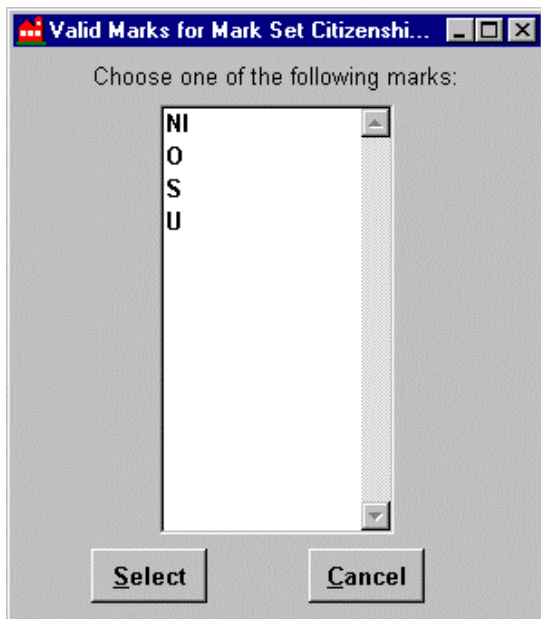 Valid Marks for Mark Set Citizenshi...
Choose one of the following marks:
NI
O
S
U
Select Cancel